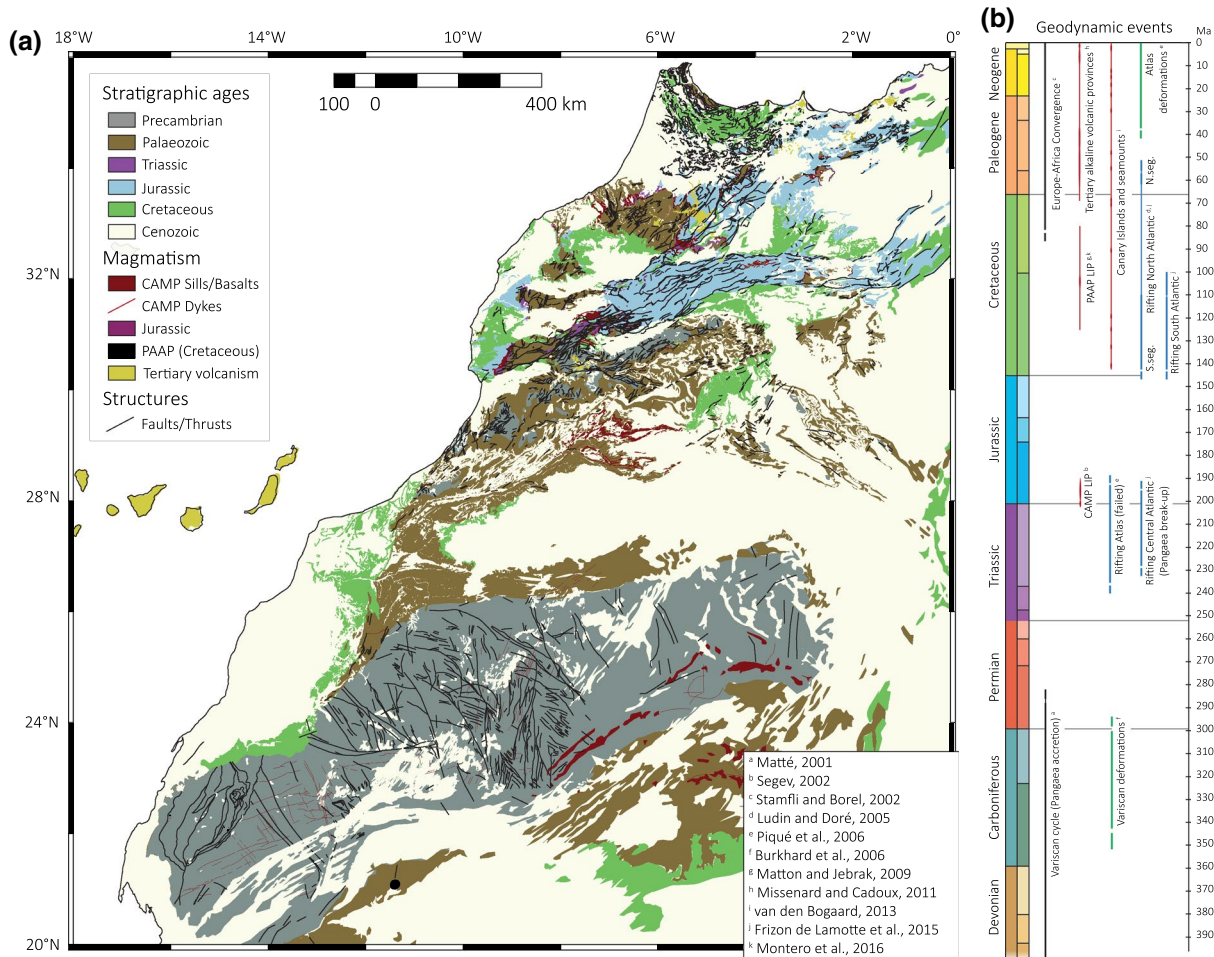 (a)
18°W
14°W
10°W
6°W
2°W
0°
32°N
28°N
24°N
20°N
100 0 400 km
Stratigraphic ages
Precambrian
Palaeozoic
Triassic
Jurassic
Cretaceous
Cenozoic
Magmatism
CAMP Sills/Basalts
CAMP Dykes
Jurassic
PAAP (Cretaceous)
Tertiary volcanism
Structures
Faults/Thrusts
a Matté, 2001
b Segev, 2002
c Stamfli and Borel, 2002
d Ludin and Doré, 2005
e Piqué et al., 2006
f Burkhard et al., 2006
g Matton and Jebrak, 2009
h Missenard and Cadoux, 2011
i van den Bogaard, 2013
j Frizon de Lamotte et al., 2015
k Montero et al., 2016
(b)
Geodynamic events
Ma
Neogene
Paleogene
Cretaceous
Jurassic
Triassic
Permian
Carboniferous
Devonian
Europe-Africa Convergence c
Tertiary alkaline volcanic provinces h
PAAP LIP g,k
Canary Islands and seamounts i
Atlas
deformations e
N.seg.
Rifting North Atlantic d, j
S.seg.
Rifting South Atlantic j
CAMP LIP b
Rifting Atlas (failed) e
Rifting Central Atlantic j
(Pangaea break-up)
Variscan cycle (Pangaea accretion) a
Variscan deformations f
0
10
20
30
40
50
60
70
80
90
100
110
120
130
140
150
160
170
180
190
200
210
220
230
240
250
260
270
280
290
300
310
320
330
340
350
360
370
380
390